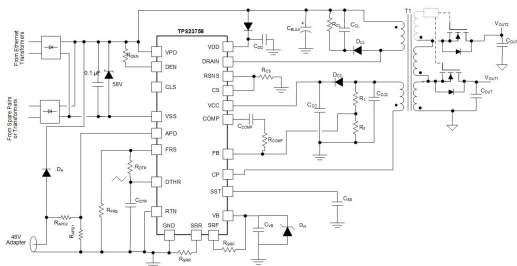 From Ethernet
Transformers
From Spare Pairs
or Transformers
48V
Adapter
TPS23758
VPD
DEN
CLS
VSS
APD
FRS
DTHR
RTN
GND
SRR
SRF
VDD
DRAIN
RSNS
CS
VCC
COMP
FB
CP
SST
VB
RDEN
0.1 µF
58V
DA
RAPD2
RAPD1
RFRS
RDTR
CDTR
RSRR
RSRF
CVB
CSS
CDD
CBULK
RCL
CCL
DCL
RCS
DCC
CCC
CCC2
R1
R2
CCOMP
RCOMP
T1
VOUT2
COUT
VOUT1
COUT